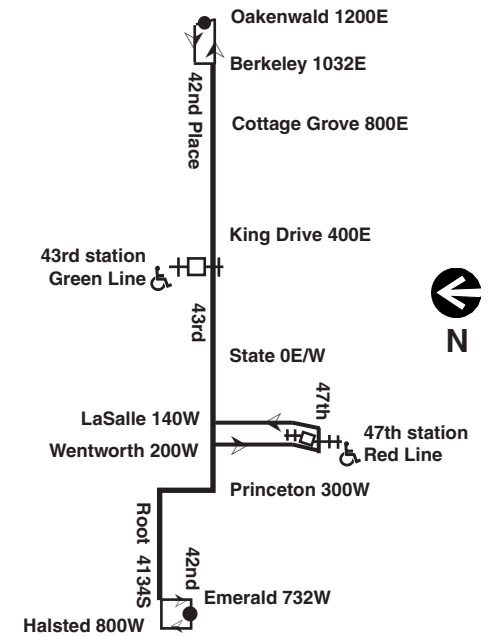 Oakenwald 1200E
Berkeley 1032E
42nd Place
Cottage Grove 800E
King Drive 400E
43rd station
Green Line
N
43rd
State 0E/W
47th
LaSalle 140W
47th station
Red Line
Wentworth 200W
Princeton 300W
Root 4134S
42nd
Emerald 732W
Halsted 800W